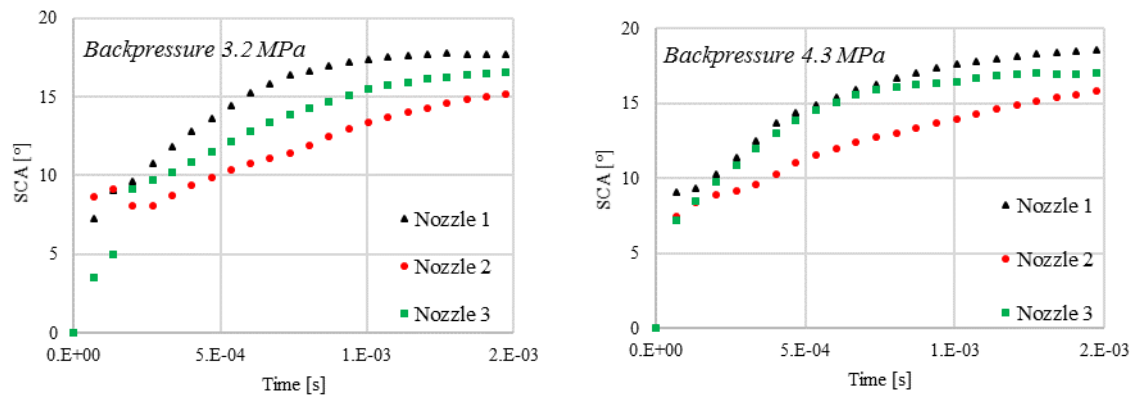 20
Backpressure 3.2 MPa
15
SCA [°]
10
5
0
Nozzle 1
Nozzle 2
Nozzle 3
0.E+00
5.E-04
1.E-03
2.E-03
Time [s]
20
Backpressure 4.3 MPa
15
SCA [°]
10
5
0
Nozzle 1
Nozzle 2
Nozzle 3
0.E+00
5.E-04
1.E-03
2.E-03
Time [s]